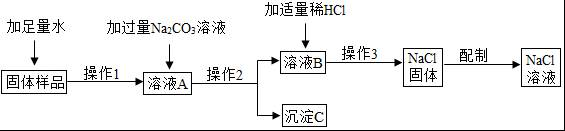 加足量水
加过量Na₂CO₃溶液
加适量稀HCl
固体样品
操作1
溶液A
操作2
溶液B
操作3
NaCl
固体
配制
NaCl
溶液
沉淀C